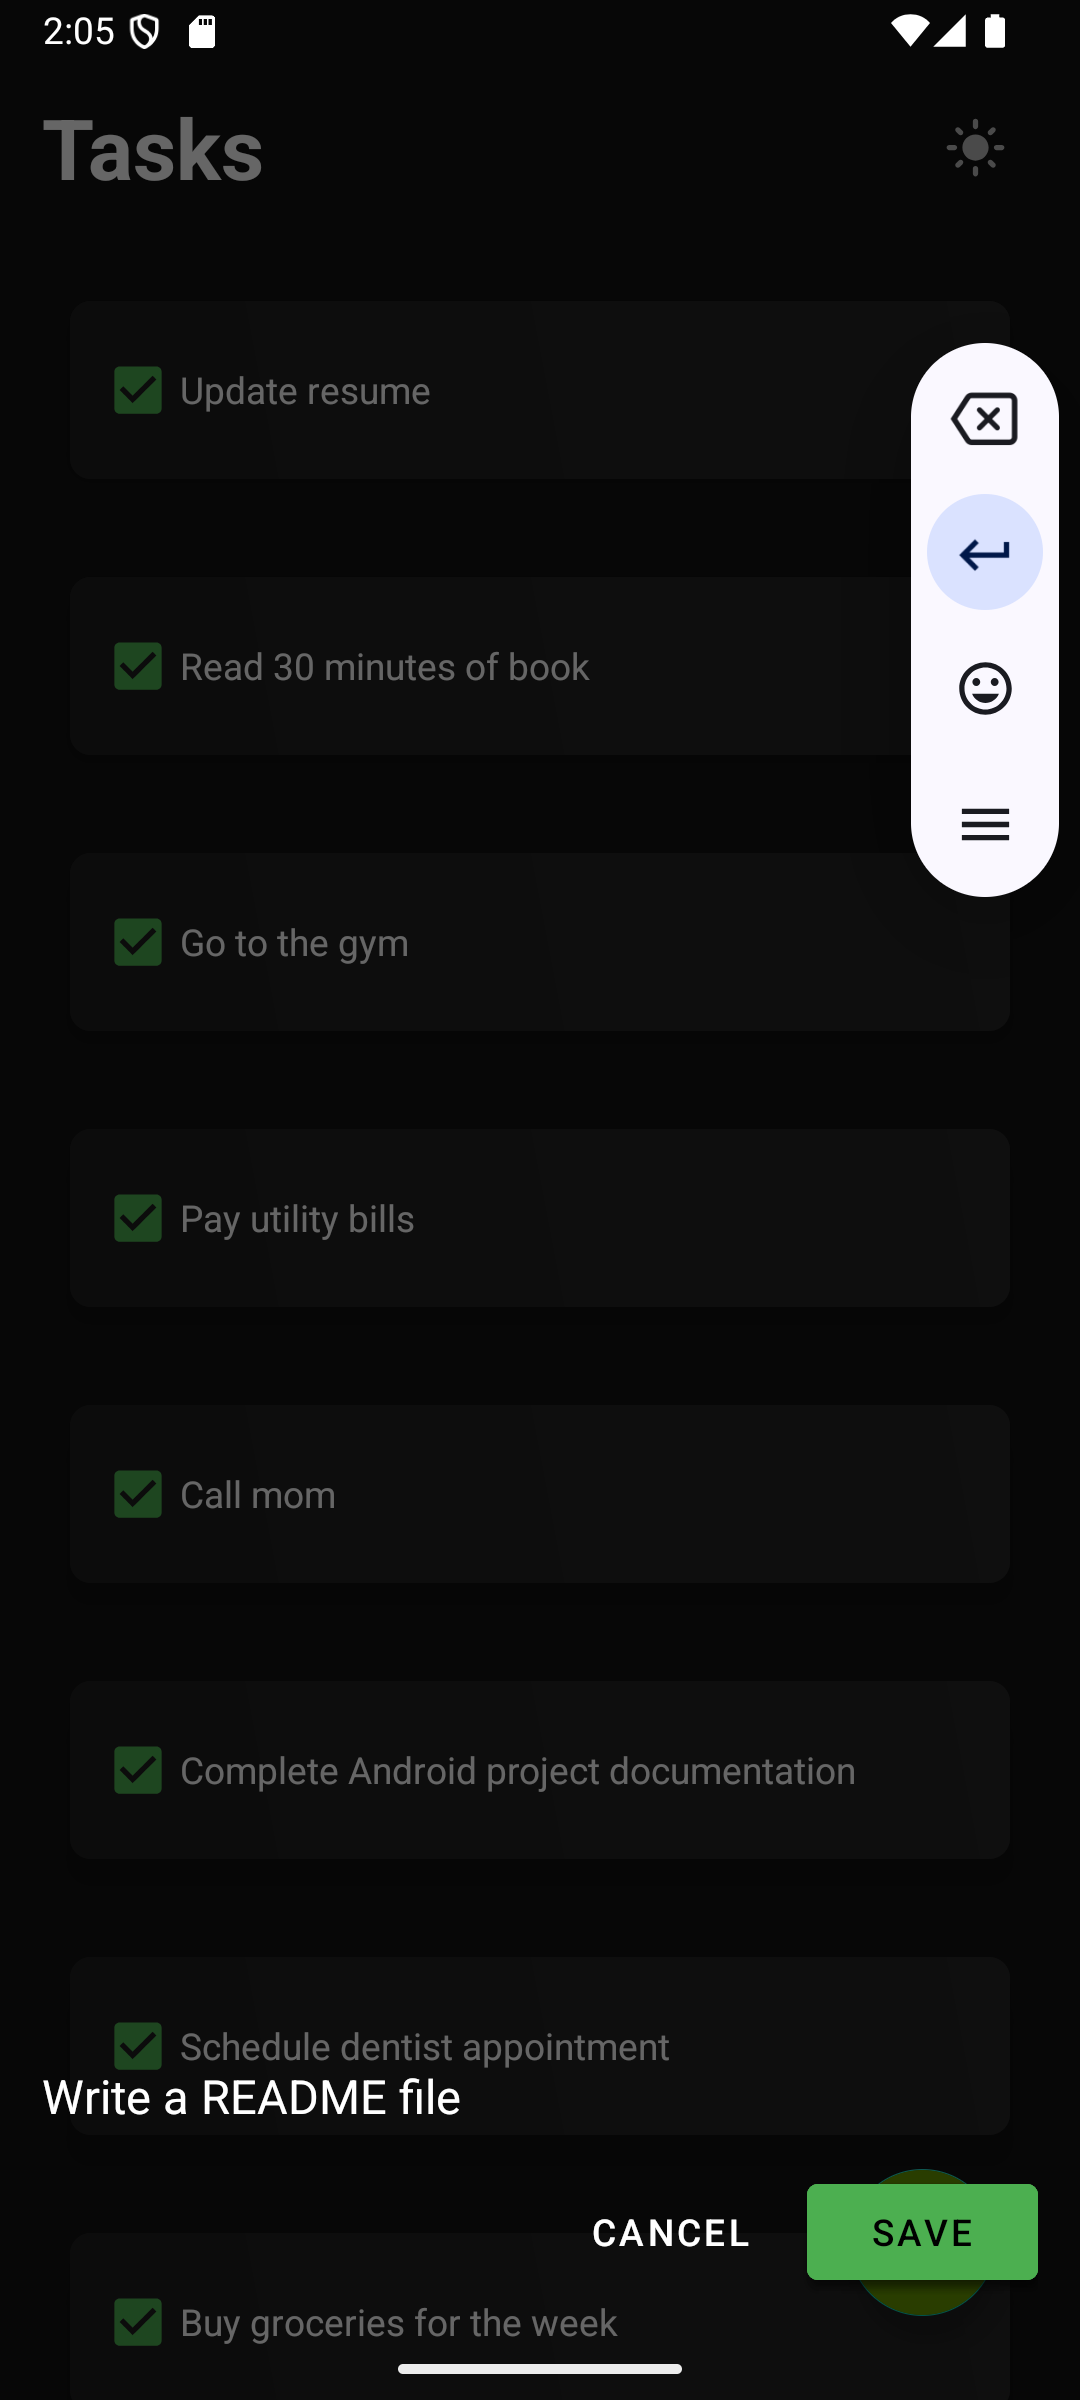 2:05
Tasks
Update resume
Read 30 minutes of book
Go to the gym
Pay utility bills
Call mom
Complete Android project documentation
Schedule dentist appointment
Write a README file
CANCEL
SAVE
Buy groceries for the week